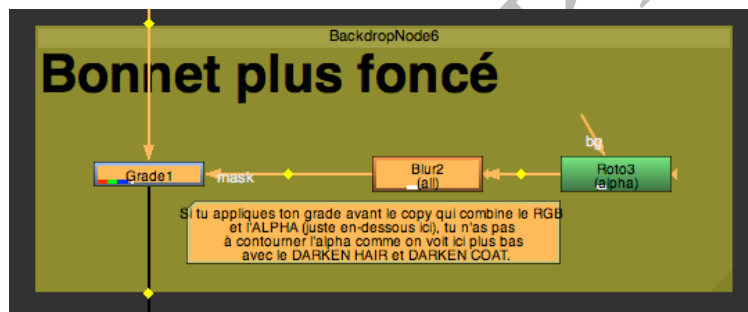 BackdropNode6
Bonnet plus foncé
bg
Grade1
mask
Blur2
(all)
Roto3
(alpha)
Si tu appliques ton grade avant le copy qui combine le RGB
et l'ALPHA (juste en-dessous ici), tu n'as pas
à contourner l'alpha comme on voit ici plus bas
avec le DARKEN HAIR et DARKEN COAT.